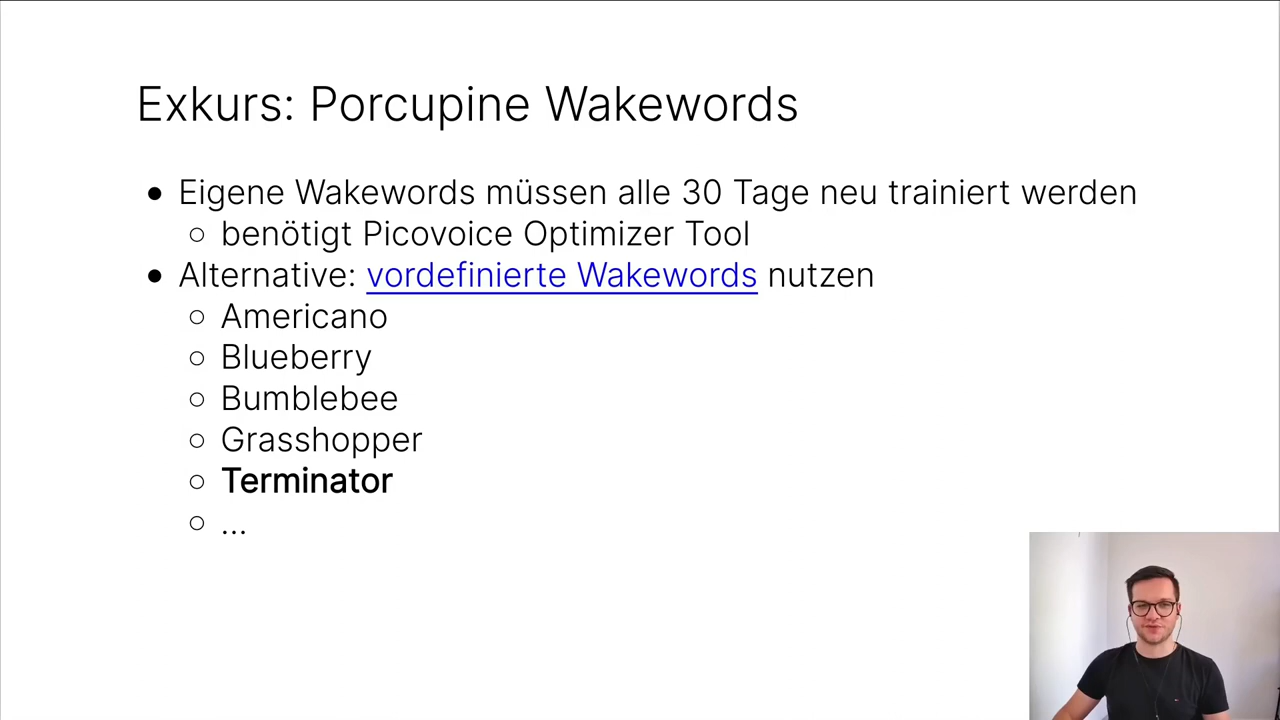 Exkurs: Porcupine Wakewords
● Eigene Wakewords müssen alle 30 Tage neu trainiert werden
○ benötigt Picovoice Optimizer Tool
● Alternative: vordefinierte Wakewords nutzen
○ Americano
○ Blueberry
○ Bumblebee
○ Grasshopper
○ Terminator
○ ...